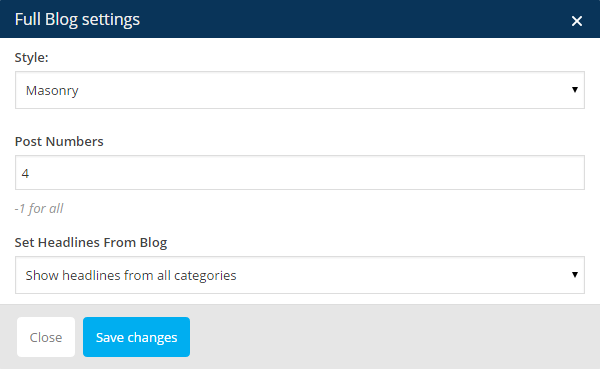 Full Blog settings
Style:
Masonry
Post Numbers
4
-1 for all
Set Headlines From Blog
Show headlines from all categories
Close Save changes